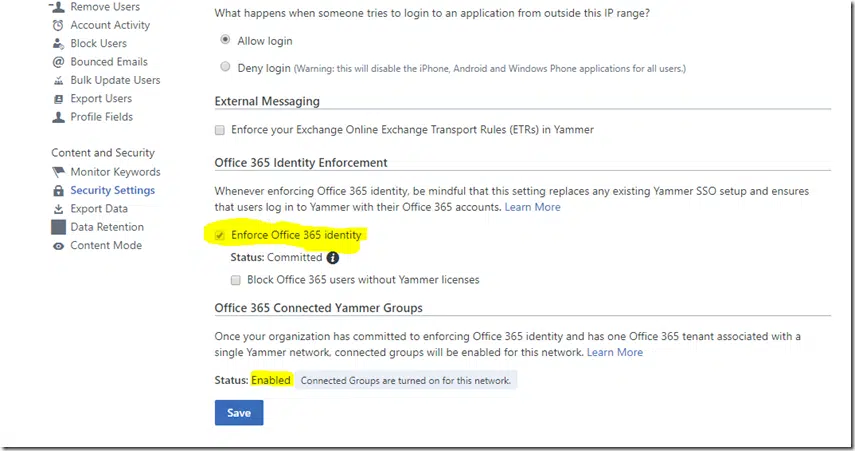 Remove Users
Account Activity
Block Users
Bounced Emails
Bulk Update Users
Export Users
Profile Fields
Content and Security
Monitor Keywords
Security Settings
Export Data
Data Retention
Content Mode
What happens when someone tries to login to an application from outside this IP range?
Allow login
Deny login (Warning: this will disable the iPhone, Android and Windows Phone applications for all users.)
External Messaging
Enforce your Exchange Online Exchange Transport Rules (ETRs) in Yammer
Office 365 Identity Enforcement
Whenever enforcing Office 365 identity, be mindful that this setting replaces any existing Yammer SSO setup and ensures
that users log in to Yammer with their Office 365 accounts. Learn More
Enforce Office 365 identity
Status: Committed
Block Office 365 users without Yammer licenses
Office 365 Connected Yammer Groups
Once your organization has committed to enforcing Office 365 identity and has one Office 365 tenant associated with a
single Yammer network, connected groups will be enabled for this network. Learn More
Status: Enabled Connected Groups are turned on for this network.
Save